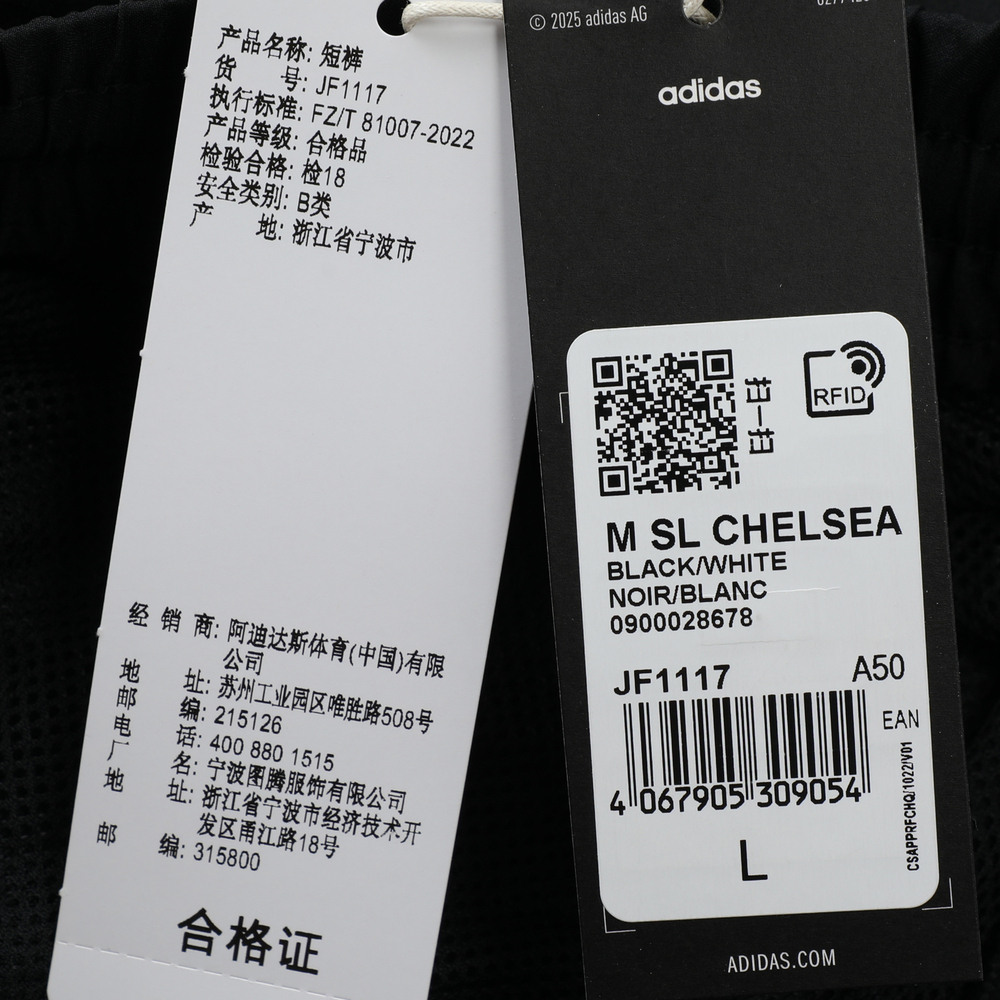 产品名称: 短裤
货 号: JF1117
执行标准: FZ/T 81007-2022
产品等级: 合格品
检验合格: 检18
安全类别: B类
产 地: 浙江省宁波市
经 销 商: 阿迪达斯体育(中国)有限
公司
地 址: 苏州工业园区唯胜路508号
邮 编: 215126
电 话: 400 880 1515
厂 名: 宁波图腾服饰有限公司
地 址: 浙江省宁波市经济技术开
发区甬江路18号
邮 编: 315800
合格证
© 2025 adidas AG
adidas
扫一扫
RFID
M SL CHELSEA
BLACK/WHITE
NOIR/BLANC
0900028678
JF1117 A50
EAN
4 067905 309054
CSAPPRFCHQ/1022/V01
L
ADIDAS.COM